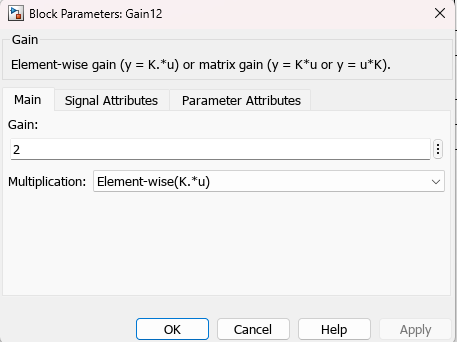 Block Parameters: Gain12
Gain
Element-wise gain (y = K.*u) or matrix gain (y = K*u or y = u*K).
Main Signal Attributes Parameter Attributes
Gain:
2
Multiplication: Element-wise(K.*u)
OK Cancel Help Apply